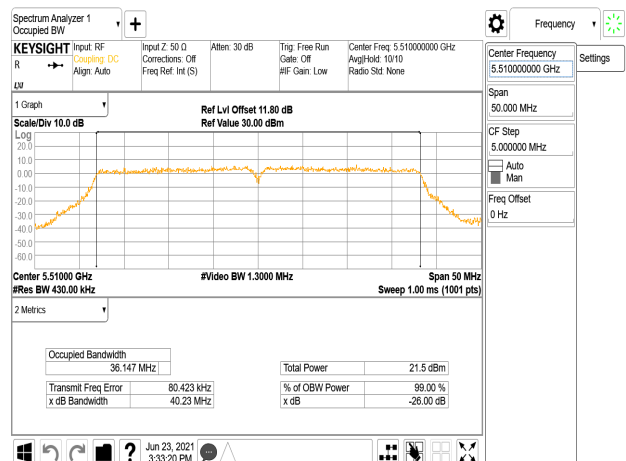 Spectrum Analyzer 1
Occupied BW
Frequency
KEYSIGHT
R
Input: RF
Coupling: DC
Align: Auto
Input Z: 50 Ω
Corrections: Off
Freq Ref: Int (S)
Atten: 30 dB
Trig: Free Run
Gate: Off
#IF Gain: Low
Center Freq: 5.510000000 GHz
Avg|Hold: 10/10
Radio Std: None
Center Frequency
5.510000000 GHz
Settings
Span
50.000 MHz
CF Step
5.000000 MHz
Auto
Man
Freq Offset
0 Hz
1 Graph
Scale/Div 10.0 dB
Ref Lvl Offset 11.80 dB
Ref Value 30.00 dBm
Log
20.0
10.0
0.00
-10.0
-20.0
-30.0
-40.0
-50.0
-60.0
Center 5.51000 GHz
#Video BW 1.3000 MHz
Span 50 MHz
#Res BW 430.00 kHz
Sweep 1.00 ms (1001 pts)
2 Metrics
Occupied Bandwidth
36.147 MHz
Total Power 21.5 dBm
Transmit Freq Error 80.423 kHz
% of OBW Power 99.00 %
x dB Bandwidth 40.23 MHz
x dB -26.00 dB
?
Jun 23, 2021
3:33:20 PM